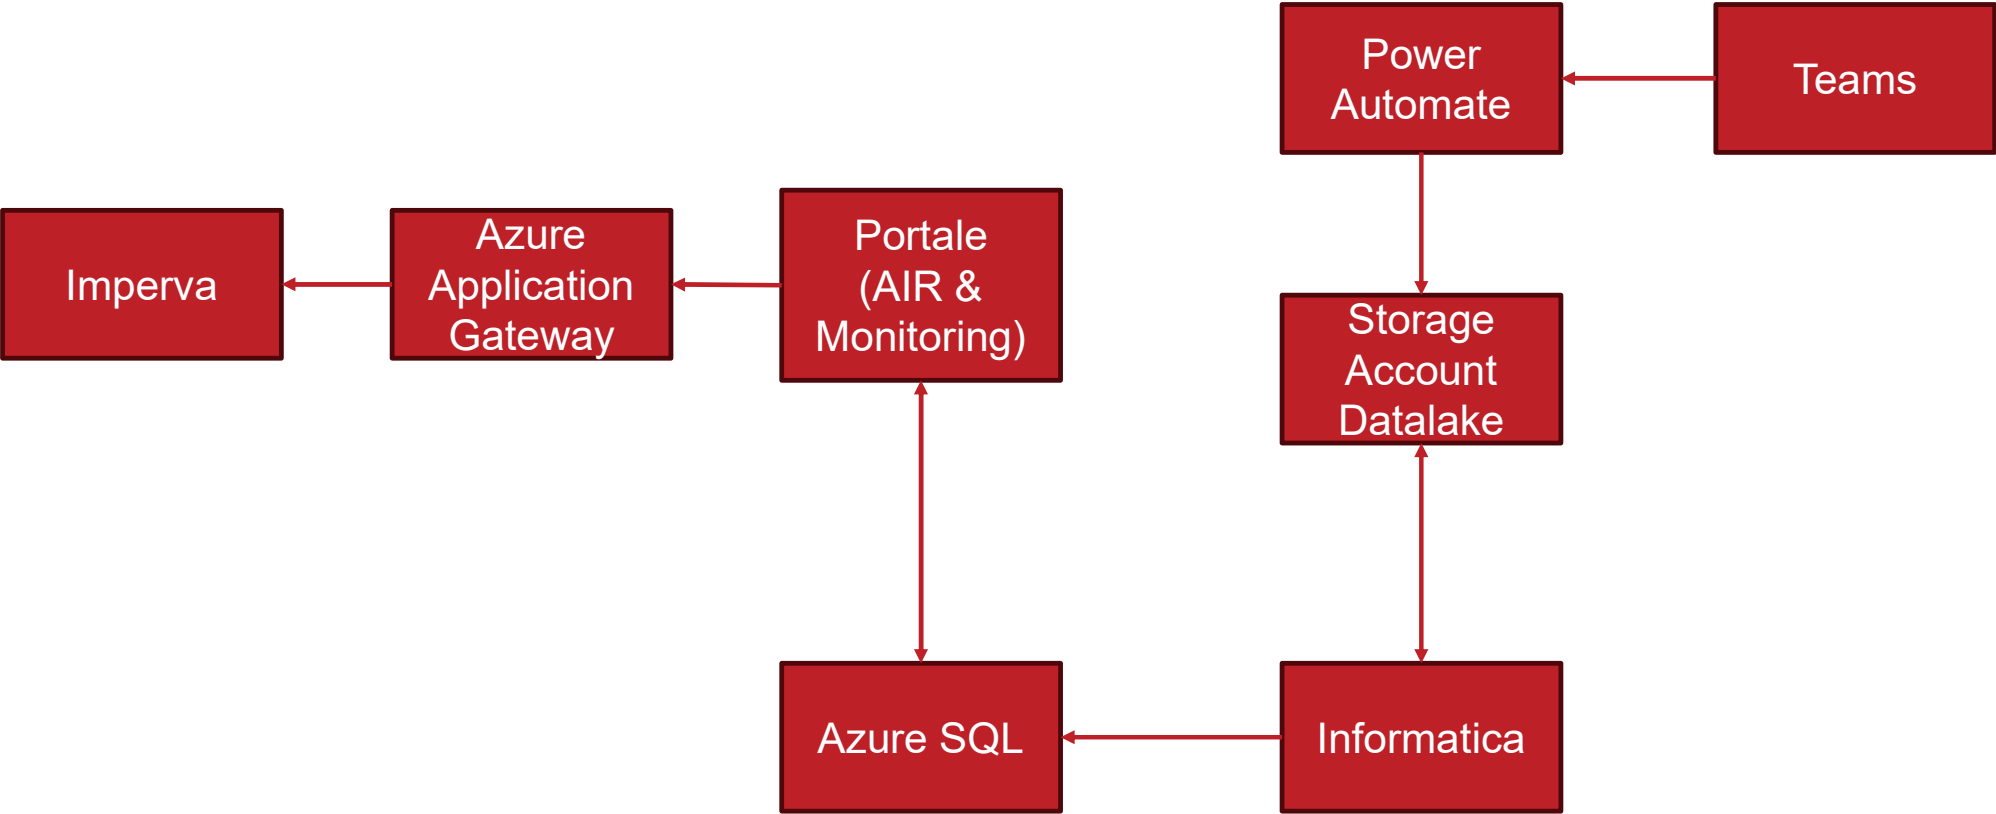 Power
Automate
Teams
Imperva
Azure
Application
Gateway
Portale
(AIR &
Monitoring)
Storage
Account
Datalake
Azure SQL
Informatica